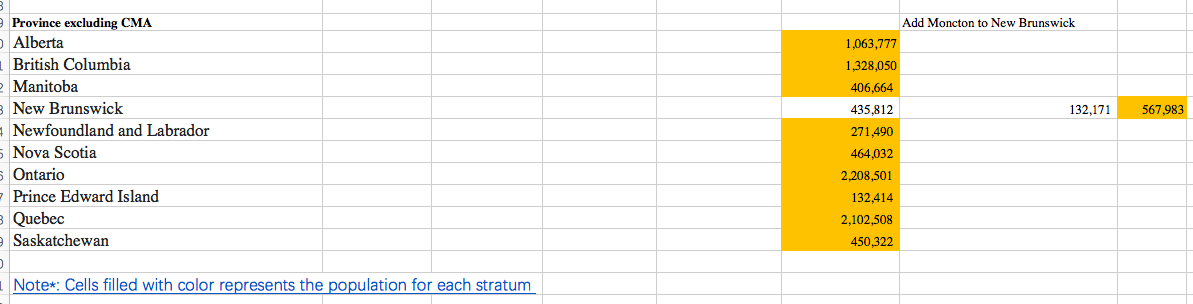 Province excluding CMA Add Moncton to New Brunswick
Alberta 1,063,777
British Columbia 1,328,050
Manitoba 406,664
New Brunswick 435,812 132,171 567,983
Newfoundland and Labrador 271,490
Nova Scotia 464,032
Ontario 2,208,501
Prince Edward Island 132,414
Quebec 2,102,508
Saskatchewan 450,322
Note*: Cells filled with color represents the population for each stratum